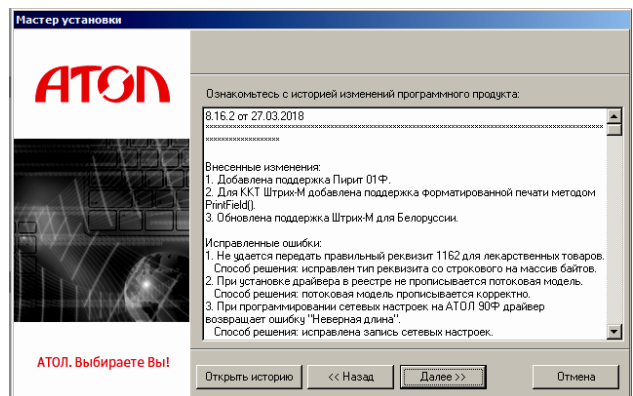 Мастер установки
АТОЛ
Ознакомьтесь с историей изменений программного продукта:
8.16.2 от 27.03.2018
Внесенные изменения:
1. Добавлена поддержка Пирит 01Ф.
2. Для ККТ Штрих-М добавлена поддержка форматированной печати методом
PrintField().
3. Обновлена поддержка Штрих-М для Белоруссии.
Исправленные ошибки:
1. Не удается передать правильный реквизит 1162 для лекарственных товаров.
Способ решения: исправлен тип реквизита со строкового на массив байтов.
2. При установке драйвера в реестре не прописывается потоковая модель.
Способ решения: потоковая модель прописывается корректно.
3. При программировании сетевых настроек на АТОЛ 90Ф драйвер
возвращает ошибку "Неверная длина".
Способ решения: исправлена запись сетевых настроек.
АТОЛ. Выбираете Вы!
Открыть историю
<< Назад
Далее >>
Отмена